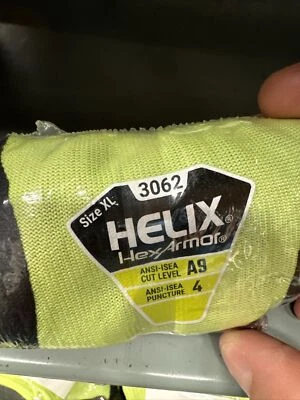 Size XL
3062
HELIX®
HexArmor®
ANSI-ISEA
CUT LEVEL A9
ANSI-ISEA
PUNCTURE 4